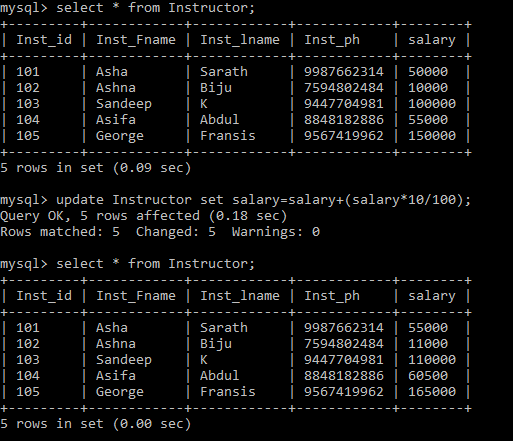 mysql> select * from Instructor;
+---------+------------+------------+------------+--------+
| Inst_id | Inst_Fname | Inst_lname | Inst_ph    | salary |
+---------+------------+------------+------------+--------+
| 101     | Asha       | Sarath     | 9987662314 | 50000  |
| 102     | Ashna      | Biju       | 7594802484 | 10000  |
| 103     | Sandeep    | K          | 9447704981 | 100000 |
| 104     | Asifa      | Abdul      | 8848182886 | 55000  |
| 105     | George     | Fransis    | 9567419962 | 150000 |
+---------+------------+------------+------------+--------+
5 rows in set (0.09 sec)
mysql> update Instructor set salary=salary+(salary*10/100);
Query OK, 5 rows affected (0.18 sec)
Rows matched: 5  Changed: 5  Warnings: 0
mysql> select * from Instructor;
+---------+------------+------------+------------+--------+
| Inst_id | Inst_Fname | Inst_lname | Inst_ph    | salary |
+---------+------------+------------+------------+--------+
| 101     | Asha       | Sarath     | 9987662314 | 55000  |
| 102     | Ashna      | Biju       | 7594802484 | 11000  |
| 103     | Sandeep    | K          | 9447704981 | 110000 |
| 104     | Asifa      | Abdul      | 8848182886 | 60500  |
| 105     | George     | Fransis    | 9567419962 | 165000 |
+---------+------------+------------+------------+--------+
5 rows in set (0.00 sec)